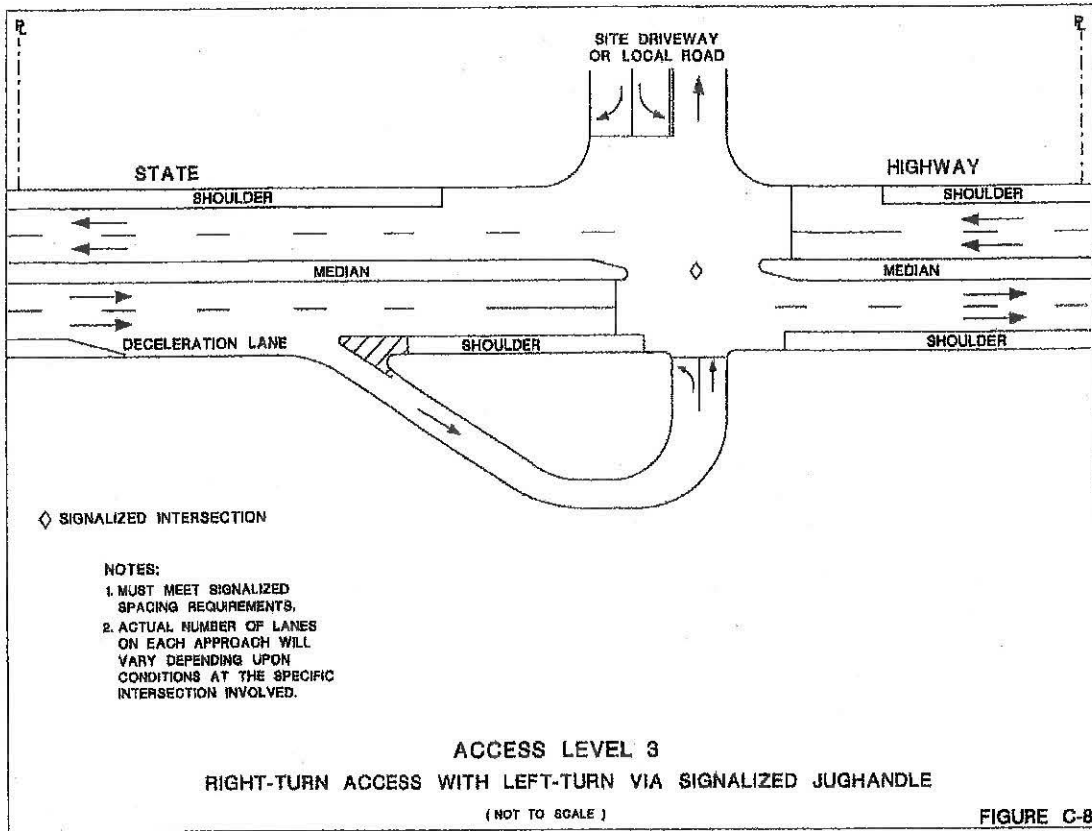 PL
PL
SITE DRIVEWAY
OR LOCAL ROAD
STATE
HIGHWAY
SHOULDER
SHOULDER
MEDIAN
MEDIAN
DECELERATION LANE
SHOULDER
SHOULDER
◊ SIGNALIZED INTERSECTION
NOTES:
1. MUST MEET SIGNALIZED
SPACING REQUIREMENTS.
2. ACTUAL NUMBER OF LANES
ON EACH APPROACH WILL
VARY DEPENDING UPON
CONDITIONS AT THE SPECIFIC
INTERSECTION INVOLVED.
ACCESS LEVEL 3
RIGHT-TURN ACCESS WITH LEFT-TURN VIA SIGNALIZED JUGHANDLE
( NOT TO SCALE )
FIGURE C-8